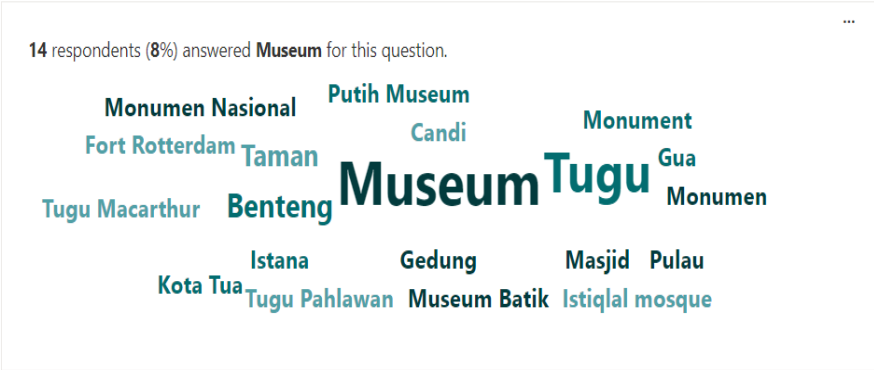 ...
14 respondents (8%) answered Museum for this question.
Putih Museum
Monumen Nasional
Monument
Candi
Fort Rotterdam
Taman
Gua
Museum
Tugu
Monumen
Benteng
Tugu Macarthur
Istana
Gedung
Masjid
Pulau
Kota Tua
Tugu Pahlawan
Museum Batik
Istiqlal mosque